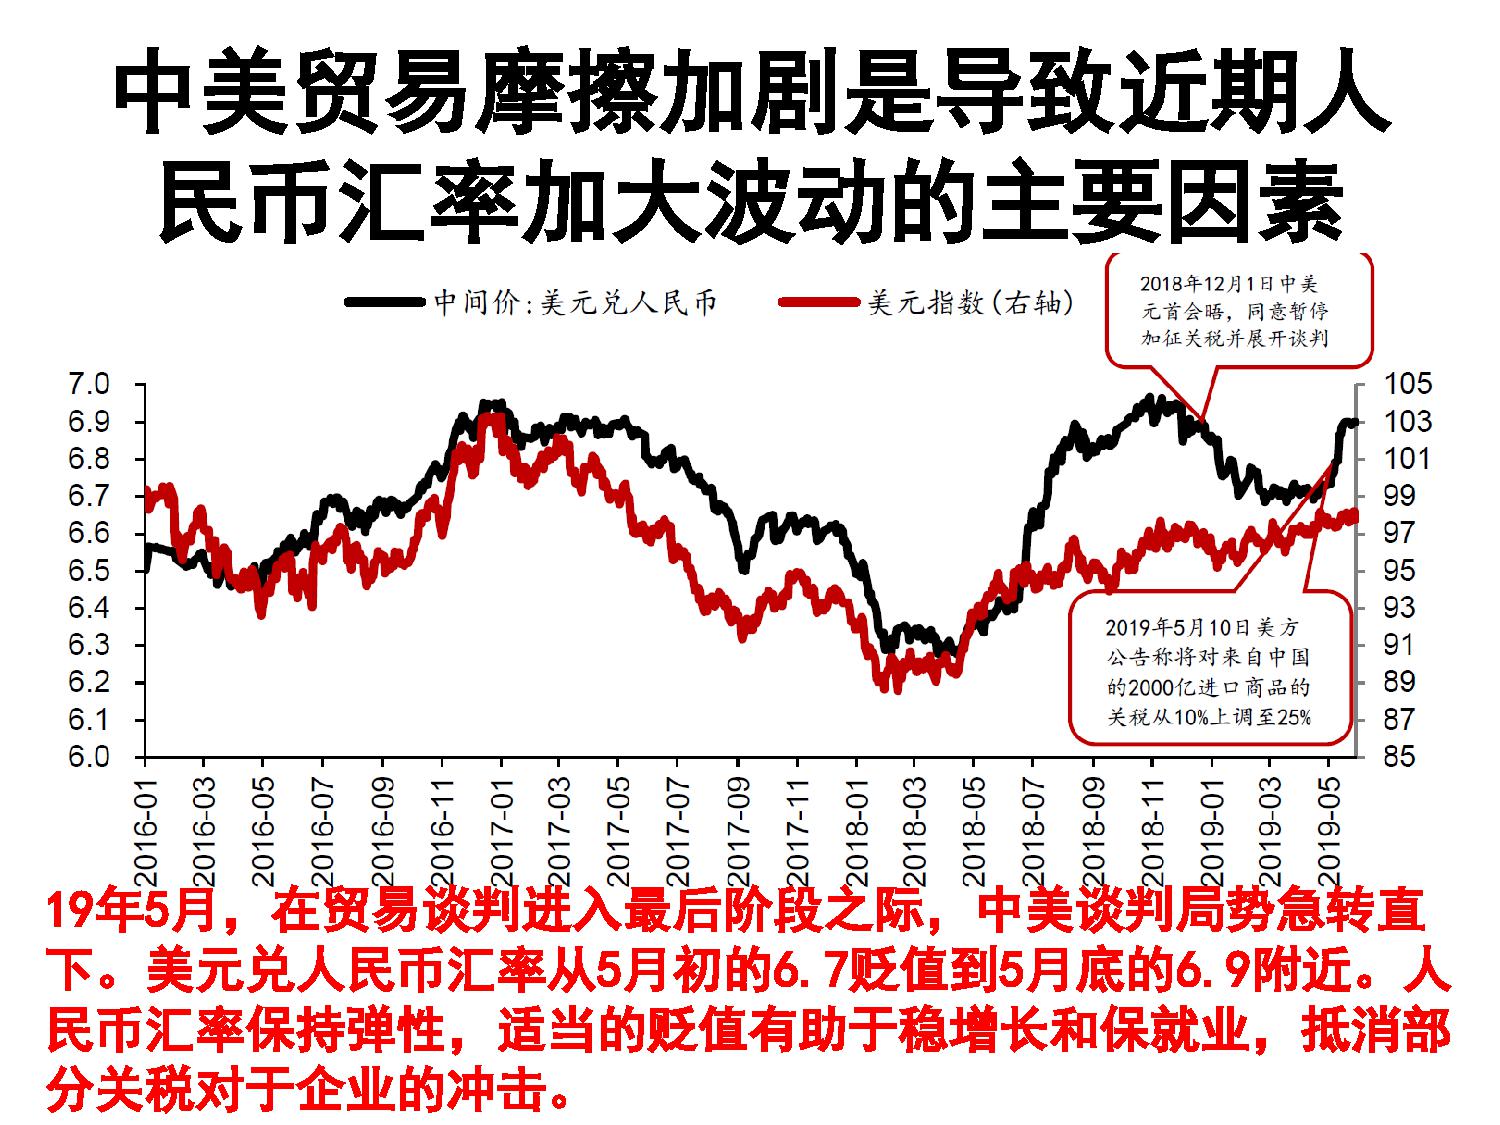 中美贸易摩擦加剧是导致近期人
民币汇率加大波动的主要因素
中间价:美元兑人民币
美元指数(右轴)
2018年12月1日中美
元首会晤，同意暂停
加征关税并展开谈判
7.0
6.9
6.8
6.7
6.6
6.5
6.4
6.3
6.2
6.1
6.0
105
103
101
99
97
95
93
91
89
87
85
2019年5月10日美方
公告称将对来自中国
的2000亿进口商品的
关税从10%上调至25%
2016-01
2016-03
2016-05
2016-07
2016-09
2016-11
2017-01
2017-03
2017-05
2017-07
2017-09
2017-11
2018-01
2018-03
2018-05
2018-07
2018-09
2018-11
2019-01
2019-03
2019-05
19年5月，在贸易谈判进入最后阶段之际，中美谈判局势急转直
下。美元兑人民币汇率从5月初的6.7贬值到5月底的6.9附近。人
民币汇率保持弹性，适当的贬值有助于稳增长和保就业，抵消部
分关税对于企业的冲击。